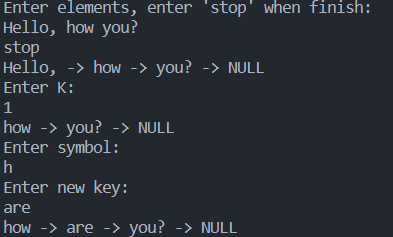 Enter elements, enter 'stop' when finish:
Hello, how you?
stop
Hello, -> how -> you? -> NULL
Enter K:
1
how -> you? -> NULL
Enter symbol:
h
Enter new key:
are
how -> are -> you? -> NULL